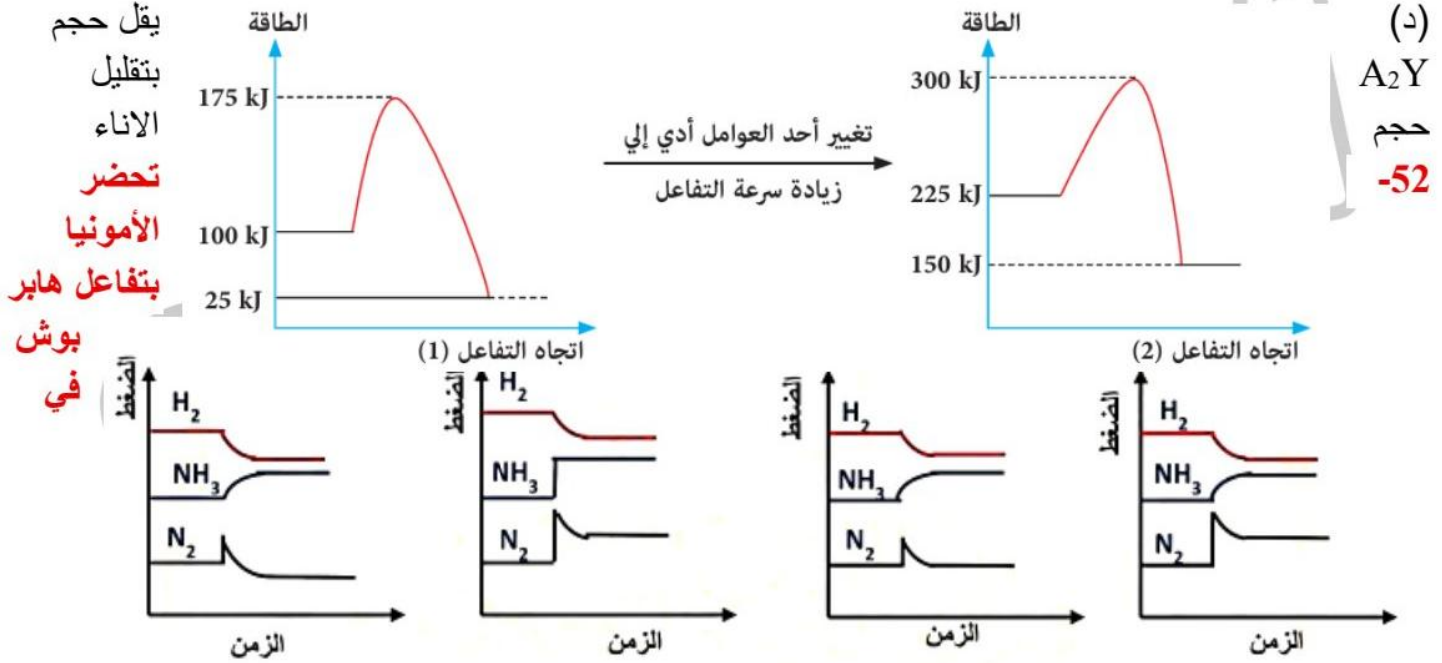 (د)
A₂Y
حجم
52-
يقل حجم
بتقليل
الاناء
تحضر
الأمونيا
بتفاعل هابر
بوش
في
الطاقة
175 kJ
100 kJ
25 kJ
اتجاه التفاعل (1)
تغيير أحد العوامل أدي إلي
زيادة سرعة التفاعل
الطاقة
300 kJ
225 kJ
150 kJ
اتجاه التفاعل (2)
الضغط
H₂
NH₃
N₂
الزمن
الضغط
H₂
NH₃
N₂
الزمن
الضغط
H₂
NH₃
N₂
الزمن
الضغط
H₂
NH₃
N₂
الزمن